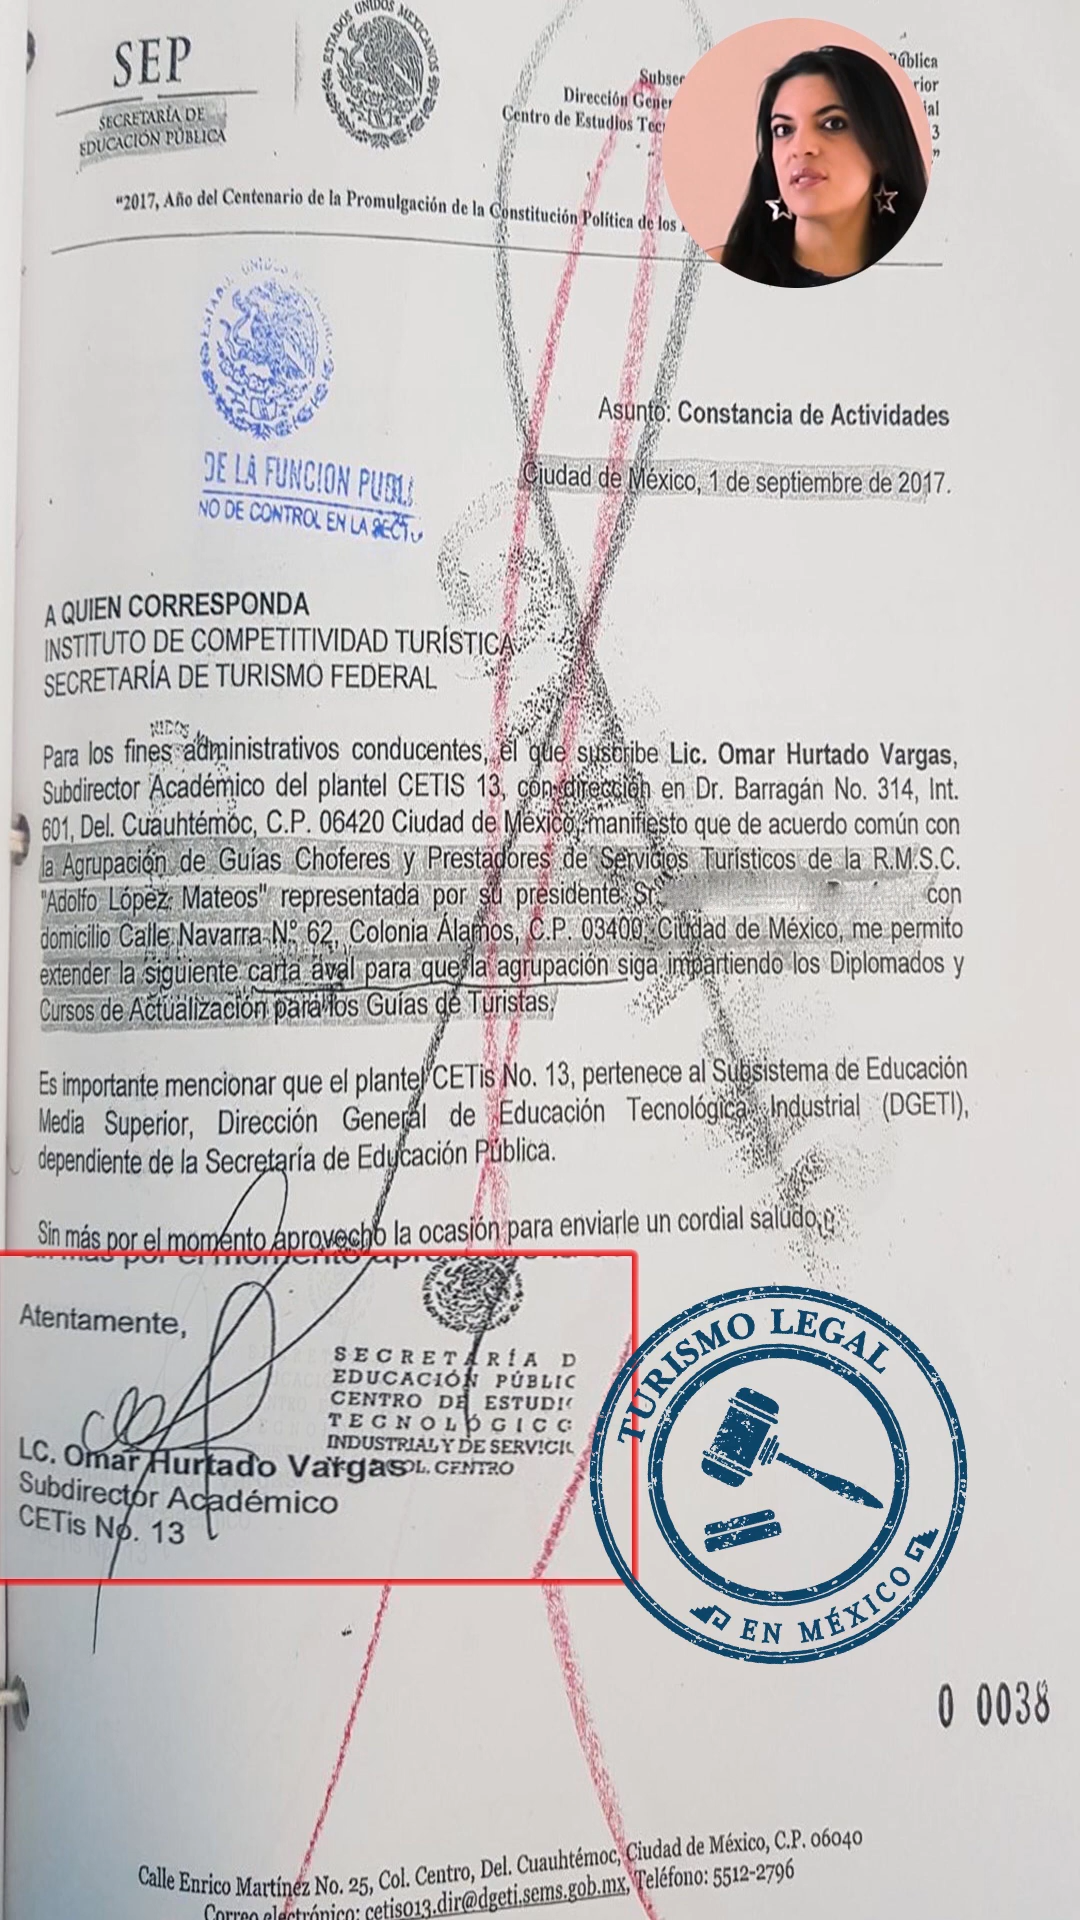 SEP
SECRETARÍA DE
EDUCACIÓN PÚBLICA
ESTADOS UNIDOS MEXICANOS
Pública
Dirección
Centro de Estudios
3
"2017, Año del Centenario de la Promulgación de la Constitución Política de los
DE LA FUNCION
NO DE CONTROL EN LA
Asunto: Constancia de Actividades
Ciudad de México, 1 de septiembre de 2017.
A QUIEN CORRESPONDA
INSTITUTO DE COMPETITIVIDAD TURÍSTICA
SECRETARÍA DE TURISMO FEDERAL
Para los fines administrativos conducentes, el que suscribe Lic. Omar Hurtado Vargas,
Subdirector Académico del plantel CETIS 13, con dirección en Dr. Barragán No. 314, Int.
601, Del. Cuauhtémoc, C.P. 06420 Ciudad de México, manifiesto que de acuerdo común con
la Agrupación de Guías Choferes y Prestadores de Servicios Turísticos de la R.M.S.C.
"Adolfo López Mateos" representada por su presidente Sr. con
domicilio Calle Navarra N° 62, Colonia Álamos, C.P. 03400, Ciudad de México, me permito
extender la siguiente carta aval para que la agrupación siga impartiendo los Diplomados y
Cursos de Actualización para los Guías de Turistas.
Es importante mencionar que el plantel CETis No. 13, pertenece al Subsistema de Educación
Media Superior, Dirección General de Educación Tecnológica Industrial (DGETI),
dependiente de la Secretaría de Educación Pública.
Sin más por el momento aprovecho la ocasión para enviarle un cordial saludo.
Atentamente,
SECRETARÍA D
EDUCACIÓN PÚBLIC
CENTRO DE ESTUDI
TECNOLÓGICO
INDUSTRIAL Y DE SERVICI
COL. CENTRO
LC. Omar Hurtado Vargas
Subdirector Académico
CETis No. 13
TURISMO LEGAL
EN MÉXICO
0 0038
Calle Enrico Martínez No. 25, Col. Centro, Del. Cuauhtémoc, Ciudad de México, C.P. 06040
Correo electrónico: cetis013.dir@dgeti.sems.gob.mx, Teléfono: 5512-2796